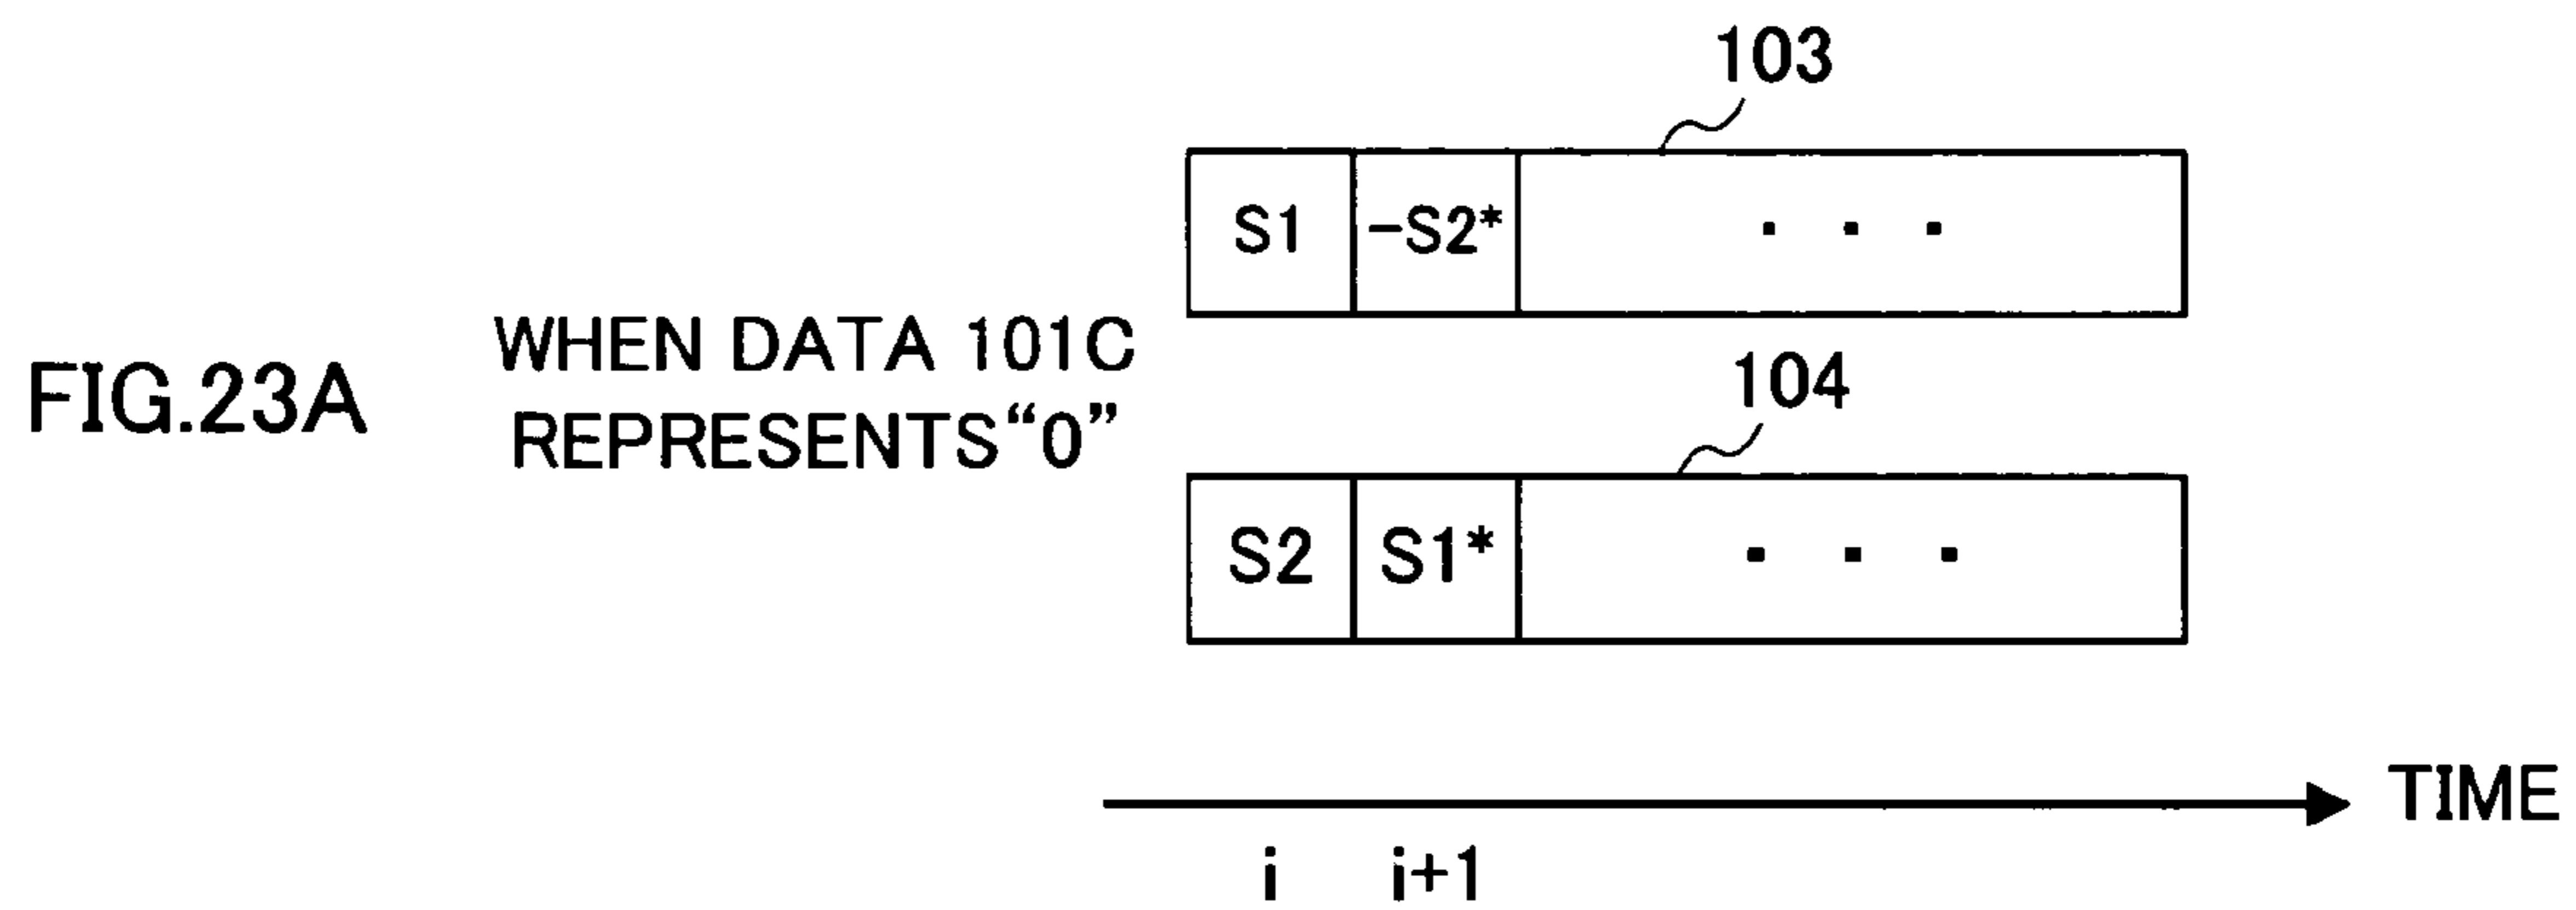 103
S1 -S2* · · ·
FIG.23A
WHEN DATA 101C
REPRESENTS“0”
104
S2 S1* · · ·
TIME
i i+1